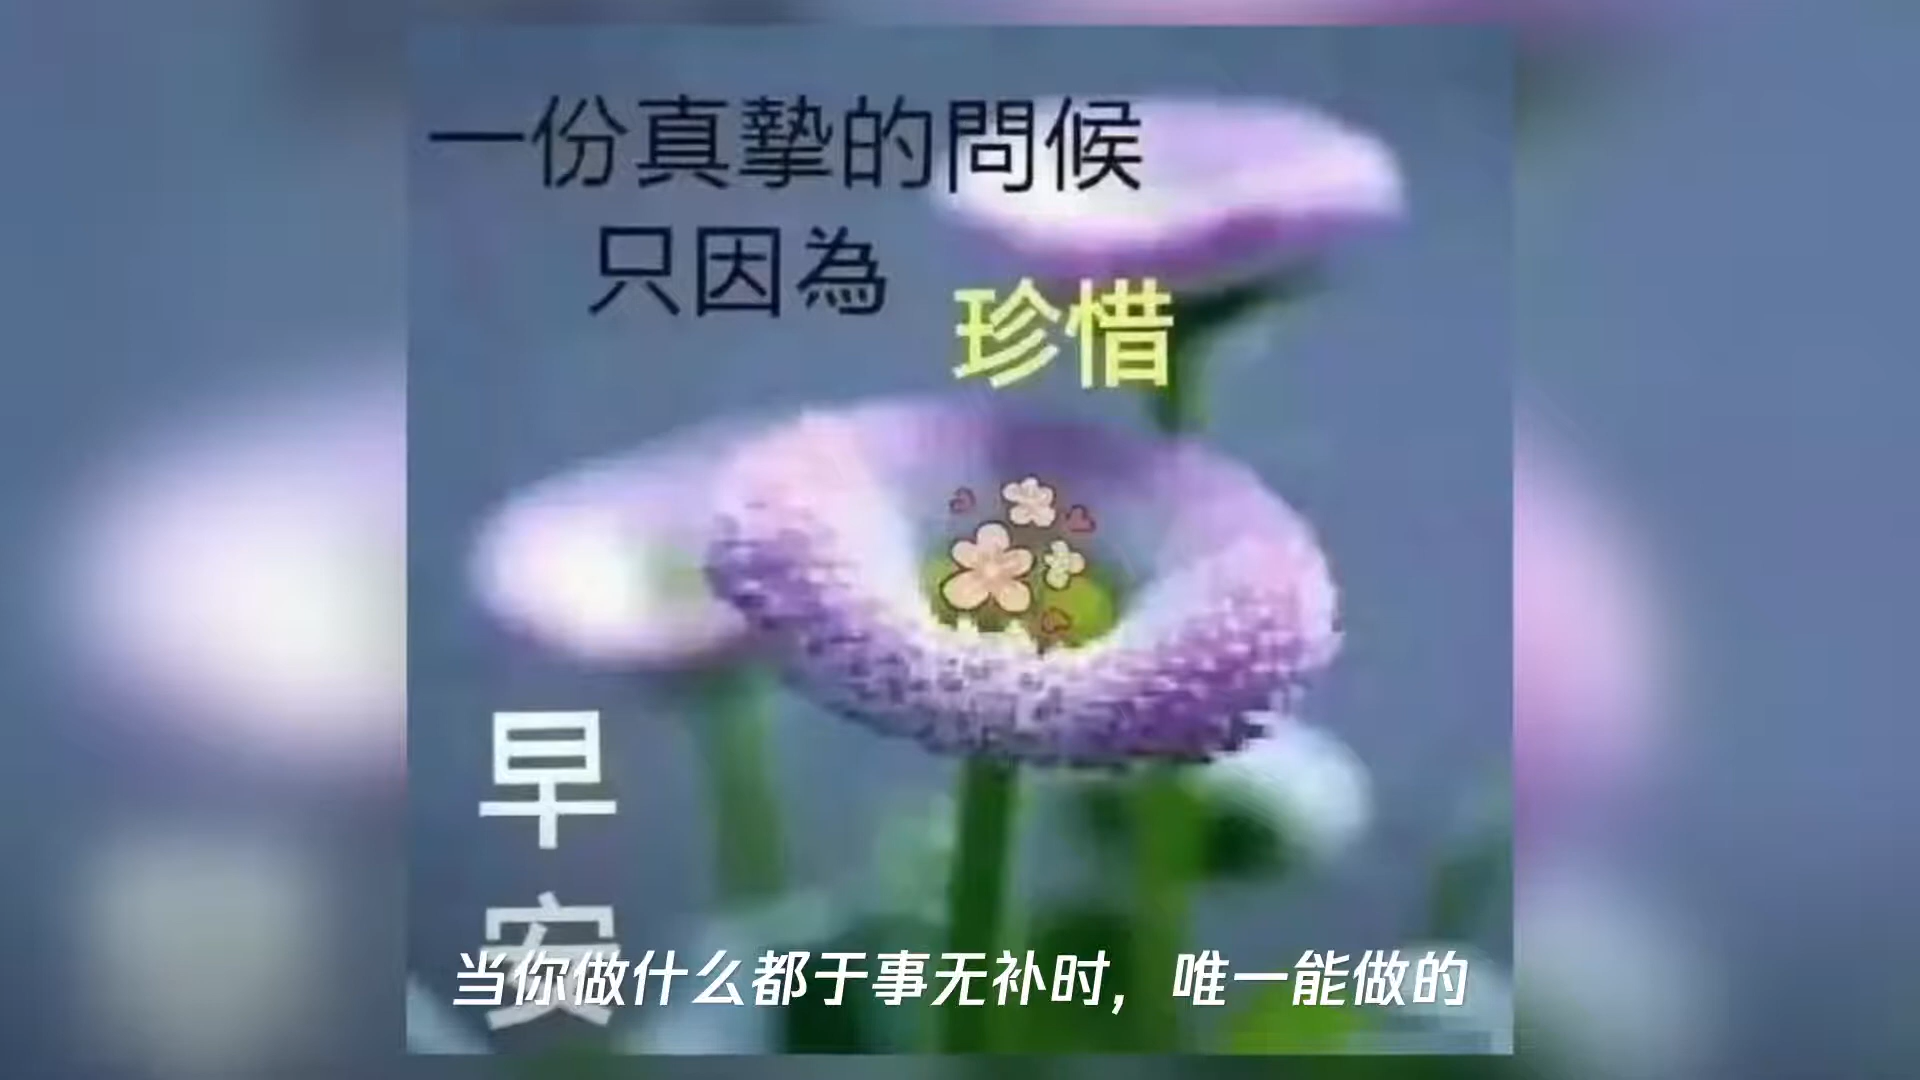 一份真摯的問候
只因為
珍惜
早
安
当你做什么都于事无补时，唯一能做的